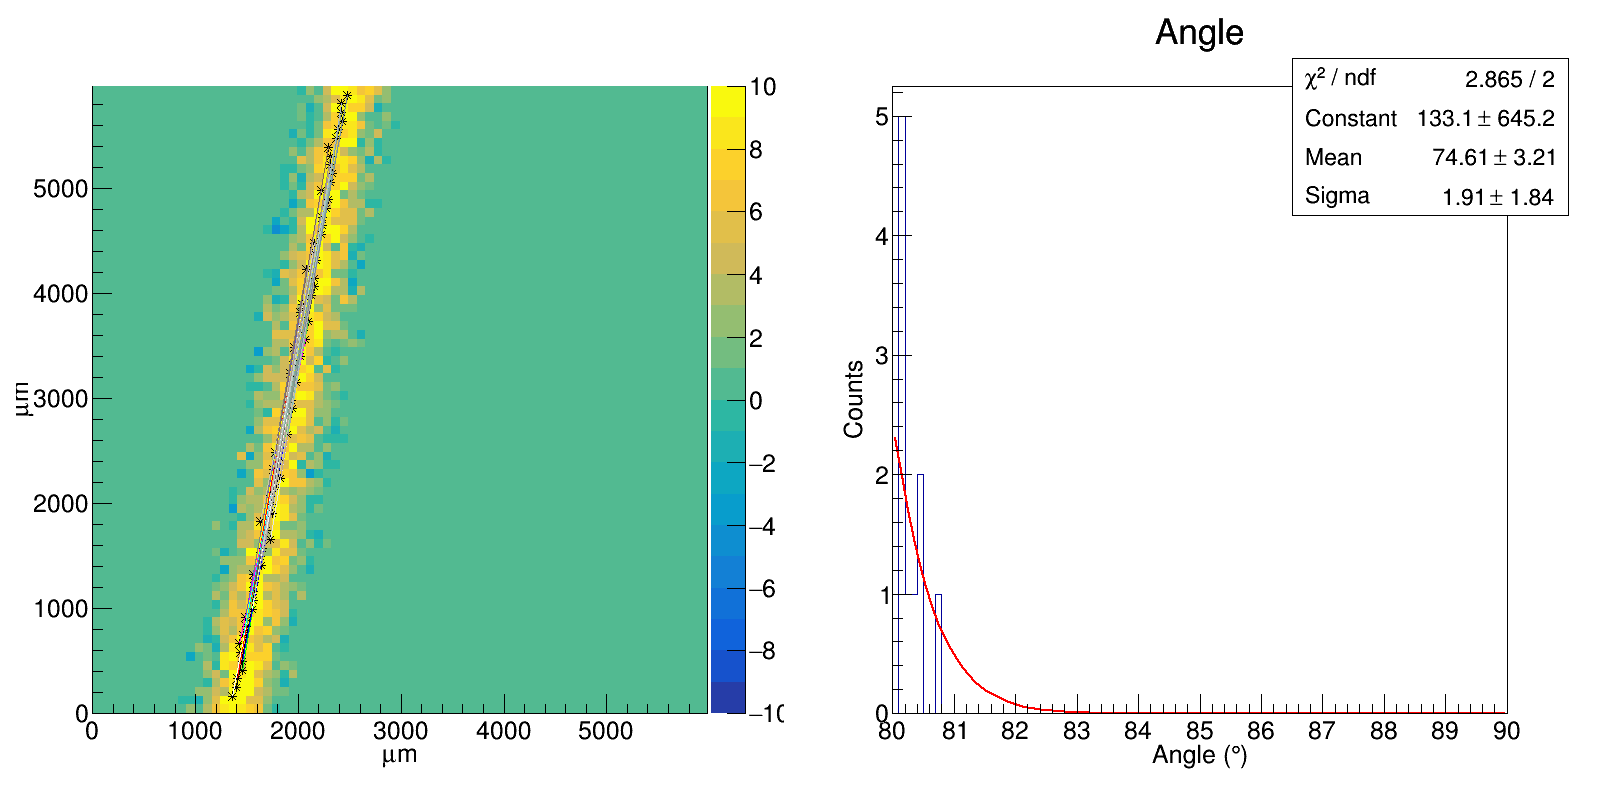 Angle
χ² / ndf 2.865 / 2
Constant 133.1 ± 645.2
Mean 74.61 ± 3.21
Sigma 1.91 ± 1.84
μm
5000
4000
3000
2000
1000
0
0 1000 2000 3000 4000 5000
μm
10
8
6
4
2
0
−2
−4
−6
−8
−10
Counts
5
4
3
2
1
0
80 81 82 83 84 85 86 87 88 89 90
Angle (°)